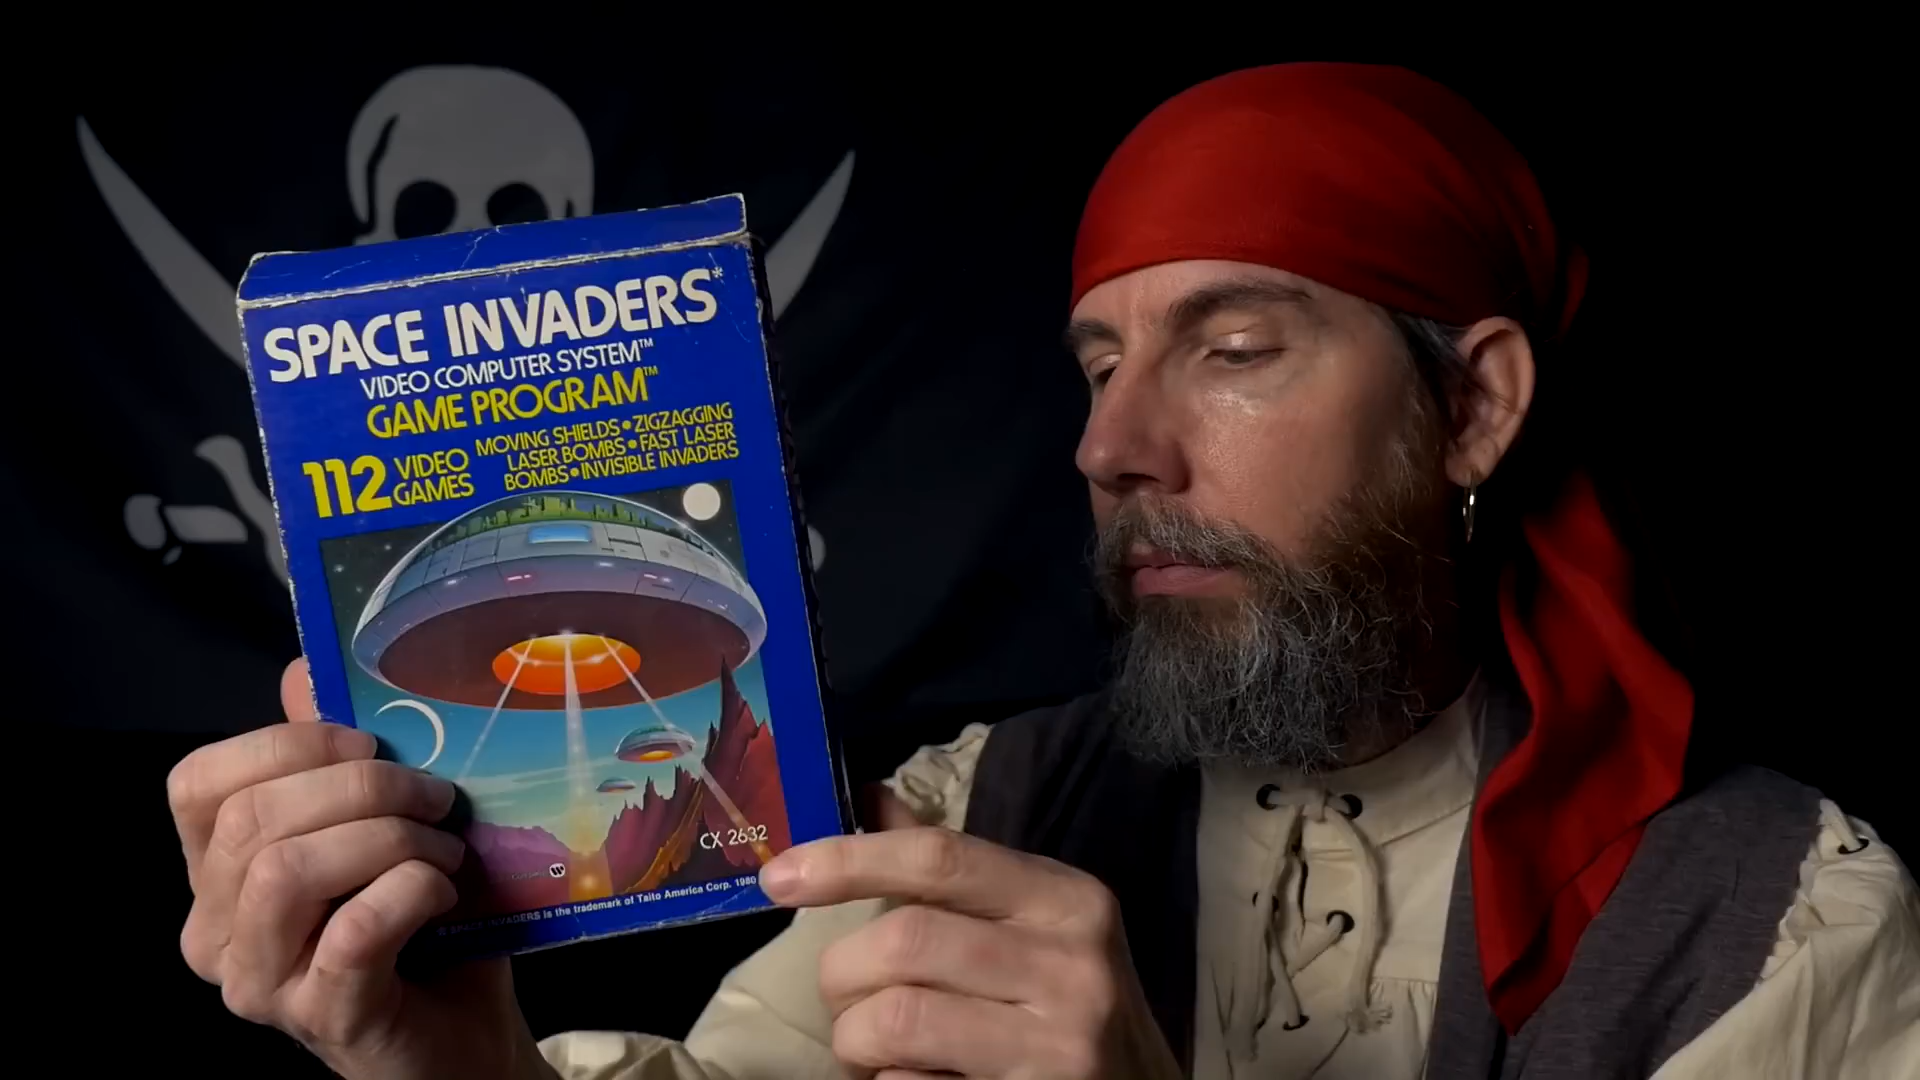 SPACE INVADERS*
VIDEO COMPUTER SYSTEM™
GAME PROGRAM™
112 VIDEO GAMES
MOVING SHIELDS • ZIGZAGGING
LASER BOMBS • FAST LASER
BOMBS • INVISIBLE INVADERS
CX 2632
SPACE INVADERS is the trademark of Taito America Corp. 1980